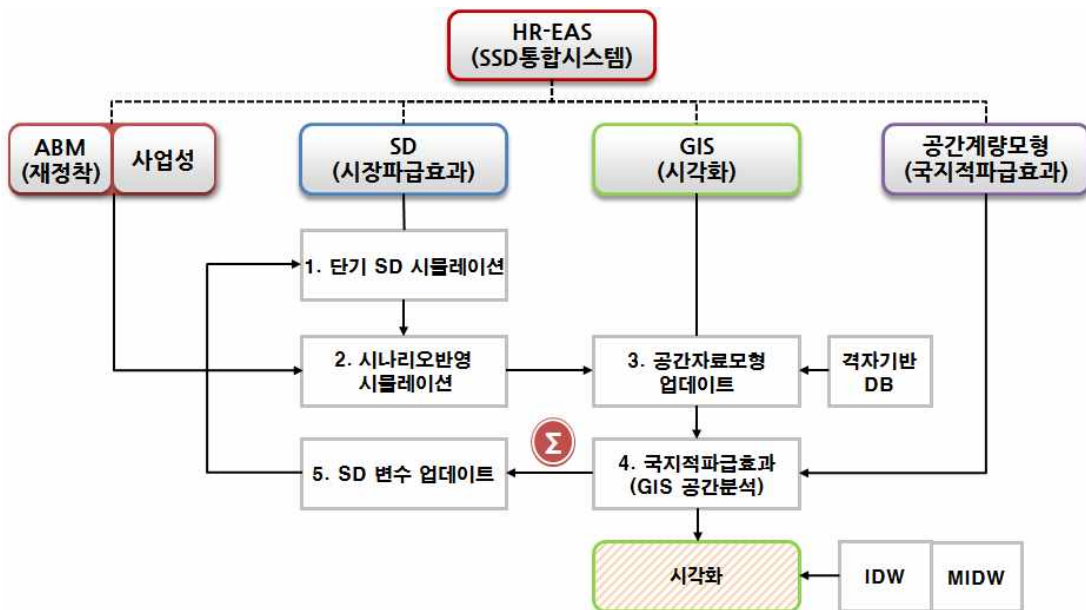 HR-EAS
(SSD통합시스템)
ABM
(재정착)
사업성
SD
(시장파급효과)
GIS
(시각화)
공간계량모형
(국지적파급효과)
1. 단기 SD 시뮬레이션
2. 시나리오반영
시뮬레이션
3. 공간자료모형
업데이트
격자기반
DB
Σ
5. SD 변수 업데이트
4. 국지적파급효과
(GIS 공간분석)
시각화
IDW
MIDW